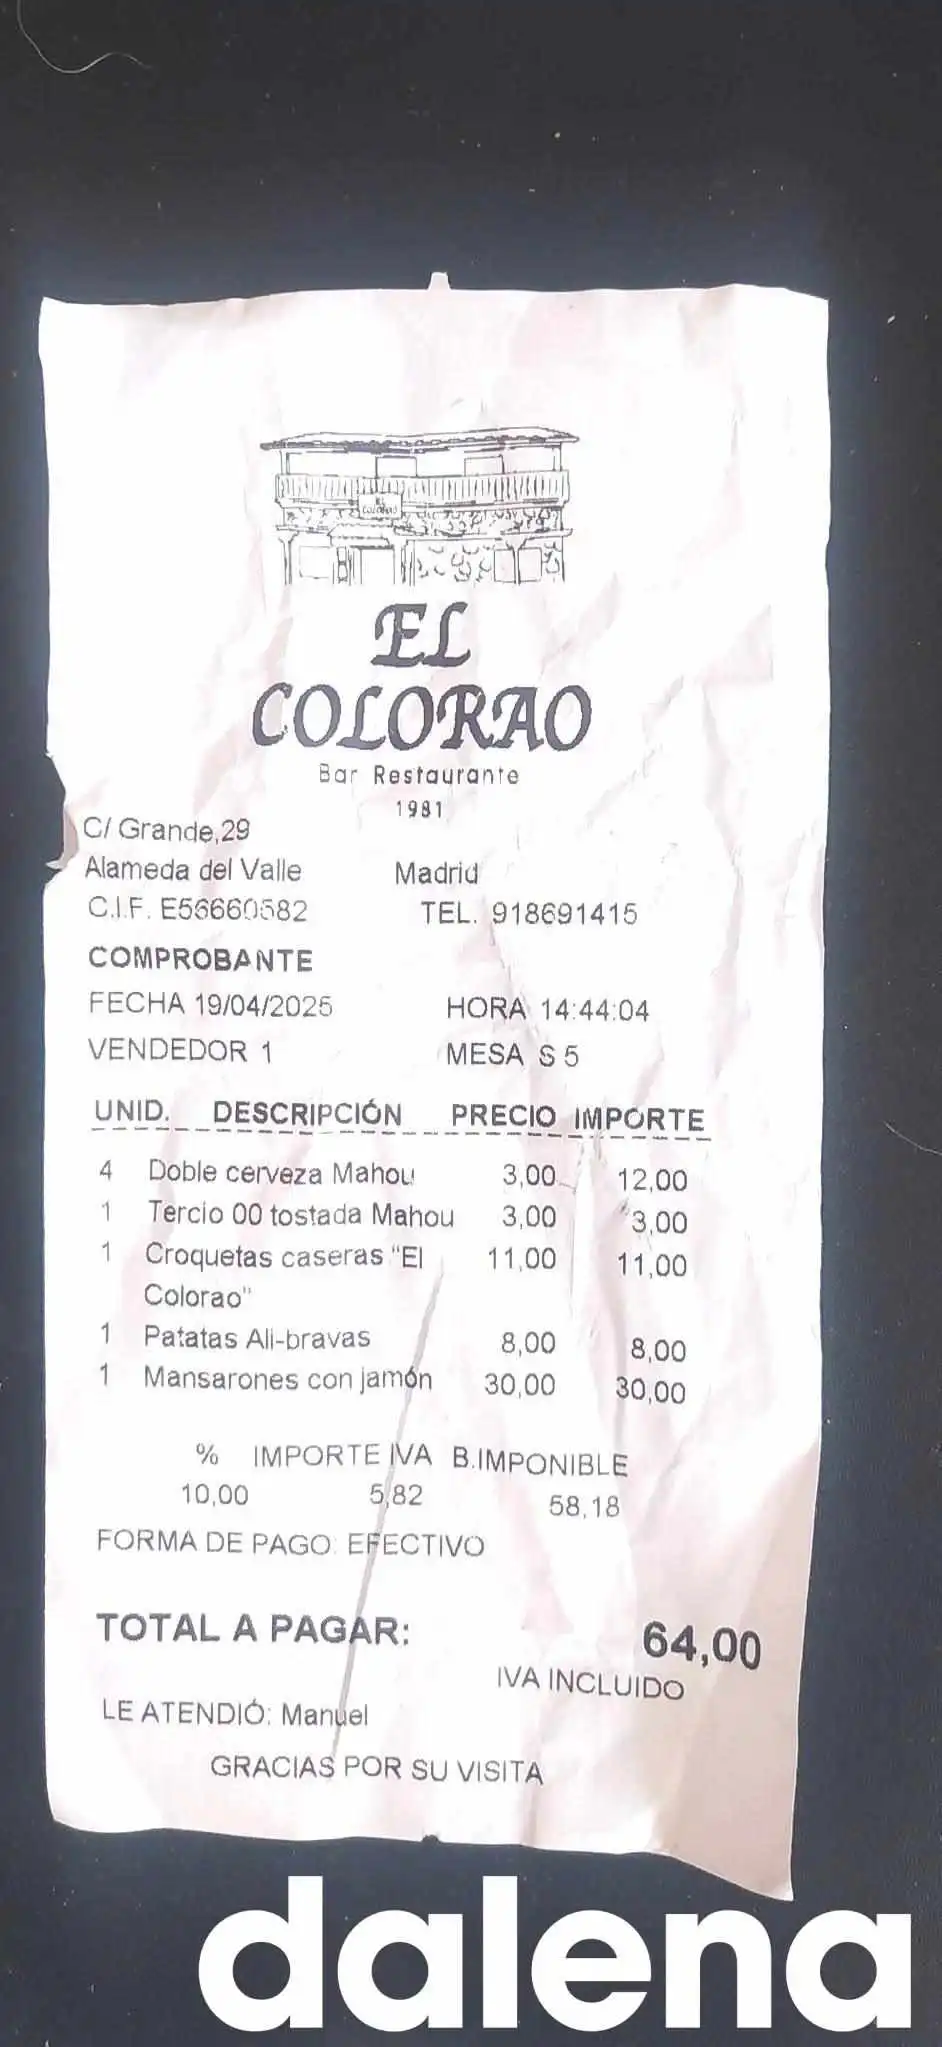 EL COLORAO
EL
COLORAO
Bar Restaurante
1981
C/ Grande,29
Alameda del Valle Madrid
C.I.F. E56660582 TEL. 918691415
COMPROBANTE
FECHA 19/04/2025 HORA 14:44:04
VENDEDOR 1 MESA S 5
UNID. DESCRIPCIÓN PRECIO IMPORTE
4 Doble cerveza Mahou 3,00 12,00
1 Tercio 00 tostada Mahou 3,00 3,00
1 Croquetas caseras "El 11,00 11,00
Colorao"
1 Patatas Ali-bravas 8,00 8,00
1 Mansarones con jamón 30,00 30,00
% IMPORTE IVA B.IMPONIBLE
10,00 5,82 58,18
FORMA DE PAGO: EFECTIVO
TOTAL A PAGAR: 64,00
IVA INCLUIDO
LE ATENDIÓ: Manuel
GRACIAS POR SU VISITA
dalena